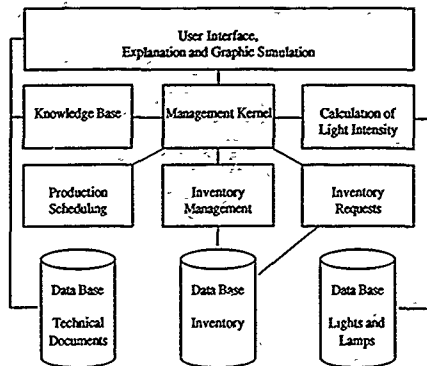 User Interface,
Explanation and Graphic Simulation
Knowledge Base
Management Kernel
Calculation of
Light Intensity
Production
Scheduling
Inventory
Management
Inventory
Requests
Data Base
Technical
Documents
Data Base
Inventory
Data Base
Lights and
Lamps